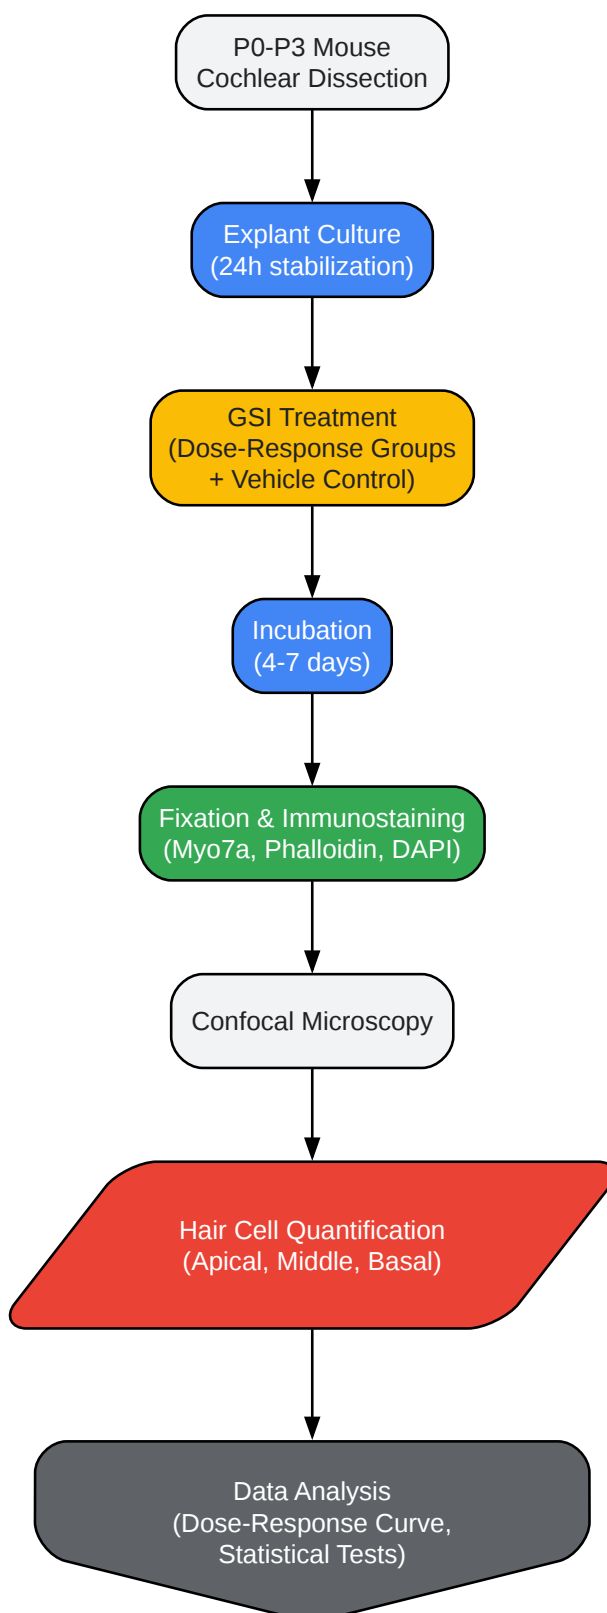 P0-P3 Mouse
Cochlear Dissection
Explant Culture
(24h stabilization)
GSI Treatment
(Dose-Response Groups
+ Vehicle Control)
Incubation
(4-7 days)
Fixation & Immunostaining
(Myo7a, Phalloidin, DAPI)
Confocal Microscopy
Hair Cell Quantification
(Apical, Middle, Basal)
Data Analysis
(Dose-Response Curve,
Statistical Tests)